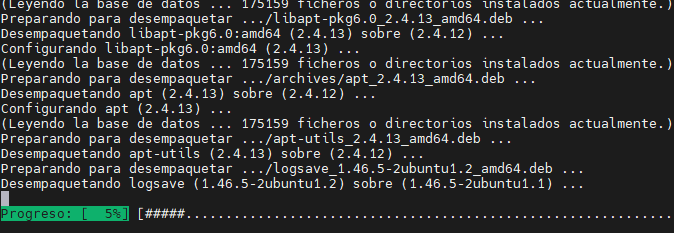 (Leyendo la base de datos ... 175159 ficheros o directorios instalados actualmente.)
Preparando para desempaquetar .../libapt-pkg6.0_2.4.13_amd64.deb ...
Desempaquetando libapt-pkg6.0:amd64 (2.4.13) sobre (2.4.12) ...
Configurando libapt-pkg6.0:amd64 (2.4.13) ...
(Leyendo la base de datos ... 175159 ficheros o directorios instalados actualmente.)
Preparando para desempaquetar .../archives/apt_2.4.13_amd64.deb ...
Desempaquetando apt (2.4.13) sobre (2.4.12) ...
Configurando apt (2.4.13) ...
(Leyendo la base de datos ... 175159 ficheros o directorios instalados actualmente.)
Preparando para desempaquetar .../apt-utils_2.4.13_amd64.deb ...
Desempaquetando apt-utils (2.4.13) sobre (2.4.12) ...
Preparando para desempaquetar .../logsave_1.46.5-2ubuntu1.2_amd64.deb ...
Desempaquetando logsave (1.46.5-2ubuntu1.2) sobre (1.46.5-2ubuntu1.1) ...
Progreso: [  5%] [#####..................................................................